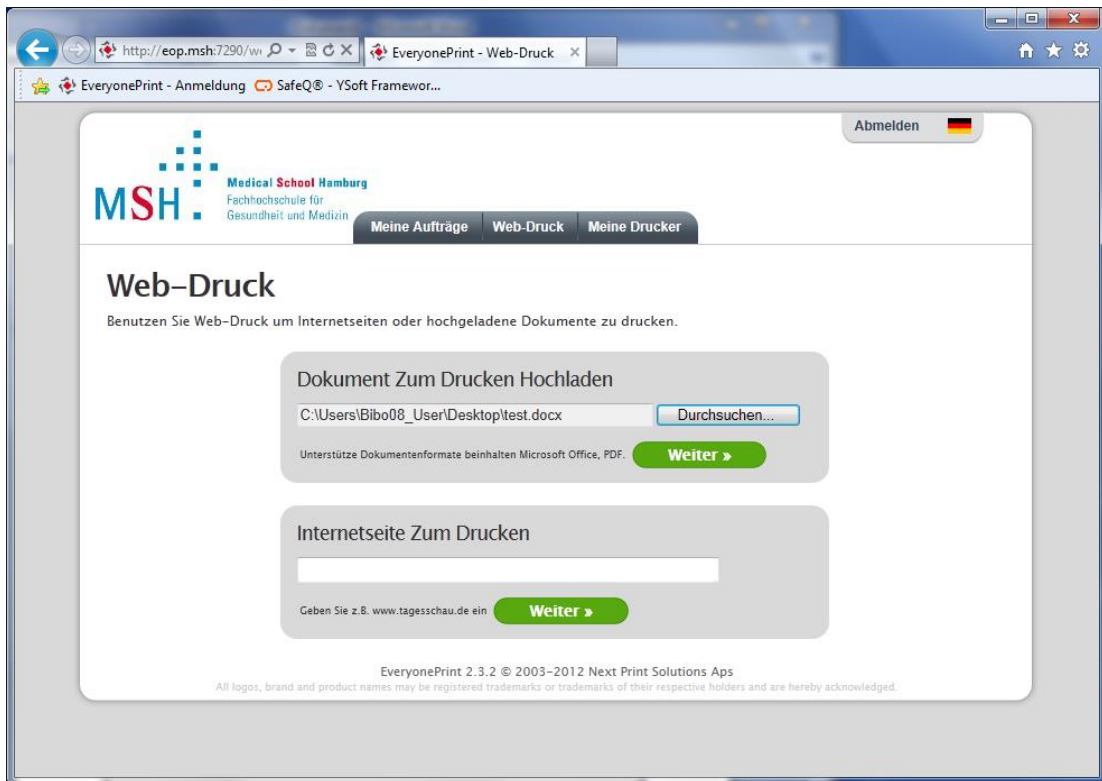 http://eop.msh:7290/w
EveryonePrint - Web-Druck
EveryonePrint - Anmeldung SafeQ® - YSoft Framewor...
Abmelden
MSH
Medical School Hamburg
Fachhochschule für
Gesundheit und Medizin
Meine Aufträge Web-Druck Meine Drucker
Web-Druck
Benutzen Sie Web-Druck um Internetseiten oder hochgeladene Dokumente zu drucken.
Dokument Zum Drucken Hochladen
C:\Users\Bibo08_User\Desktop\test.docx Durchsuchen...
Unterstütze Dokumentenformate beinhalten Microsoft Office, PDF. Weiter »
Internetseite Zum Drucken
Geben Sie z.B. www.tagesschau.de ein Weiter »
EveryonePrint 2.3.2 © 2003-2012 Next Print Solutions Aps
All logos, brand and product names may be registered trademarks or trademarks of their respective holders and are hereby acknowledged.